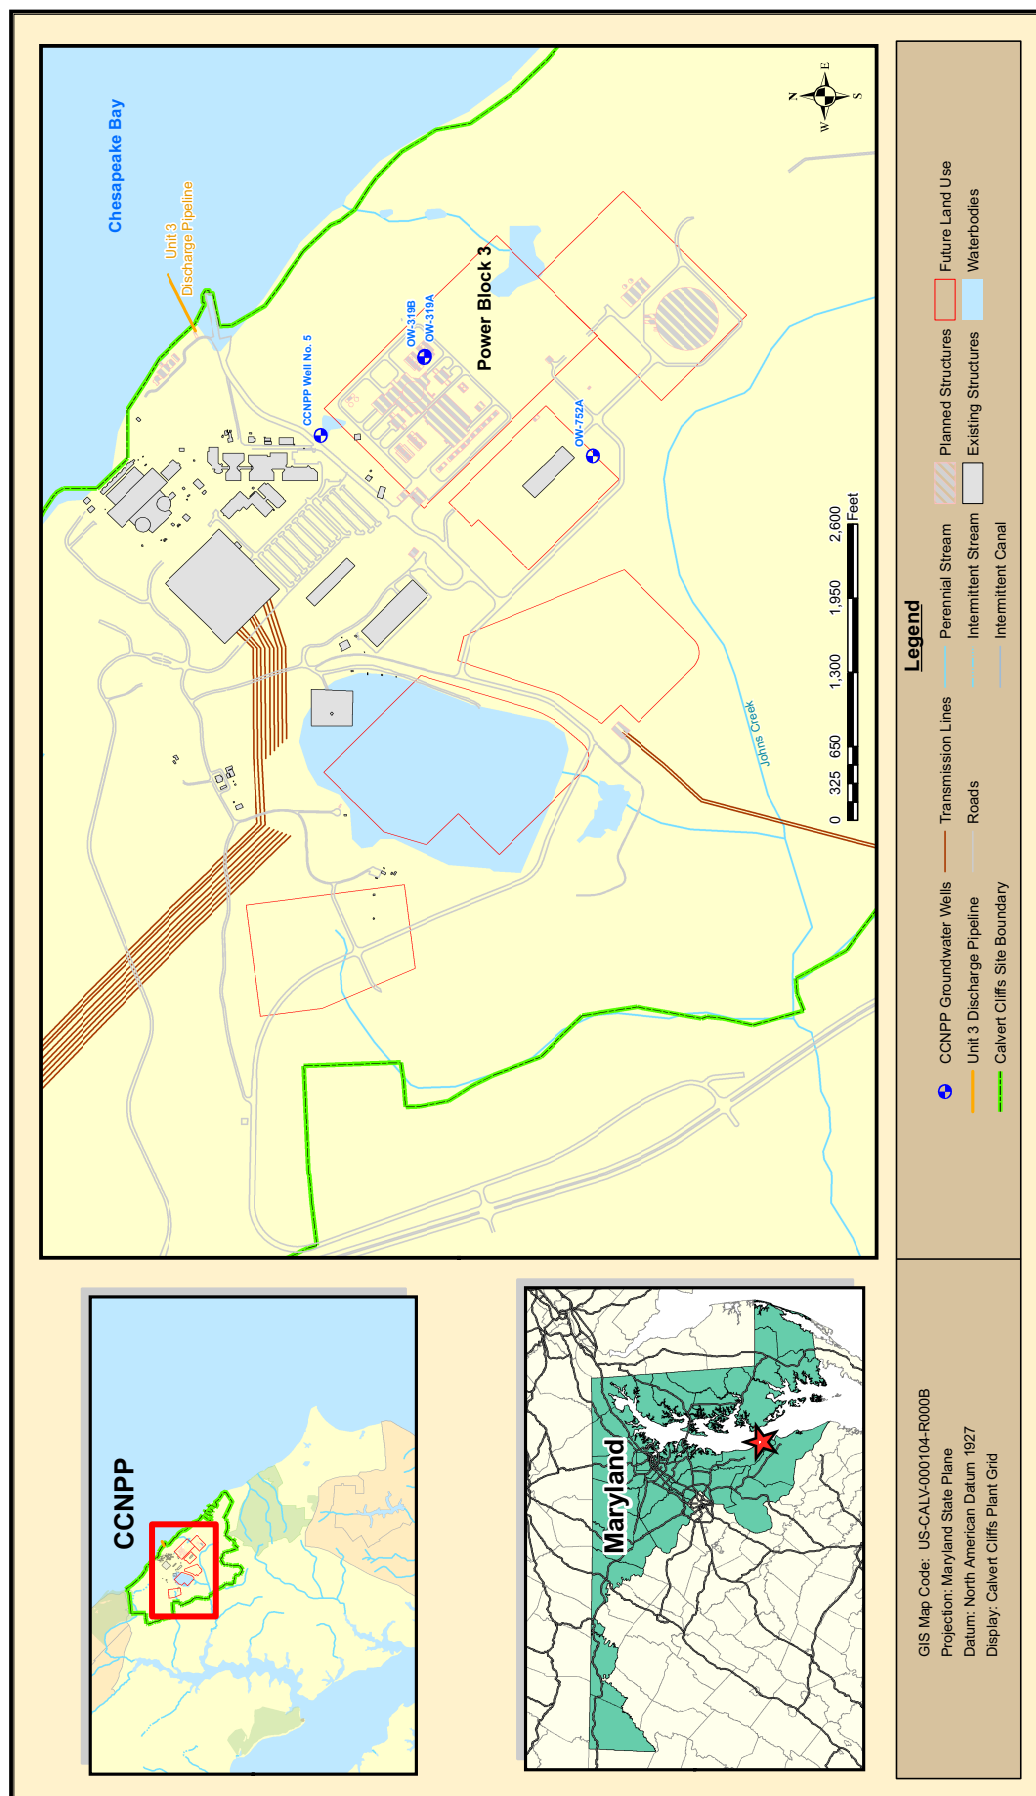 CCNPP
Maryland
Chesapeake Bay
Unit 3
Discharge Pipeline
CCNPP Well No. 5
OW-319B
OW-319A
Power Block 3
OW-752A
Johns Creek
N
E
S
W
0 325 650 1,300 1,950 2,600
Feet
GIS Map Code: US-CALV-000104-R000B
Projection: Maryland State Plane
Datum: North American Datum 1927
Display: Calvert Cliffs Plant Grid
Legend
CCNPP Groundwater Wells
Unit 3 Discharge Pipeline
Calvert Cliffs Site Boundary
Transmission Lines
Roads
Perennial Stream
Intermittent Stream
Intermittent Canal
Planned Structures
Existing Structures
Future Land Use
Waterbodies